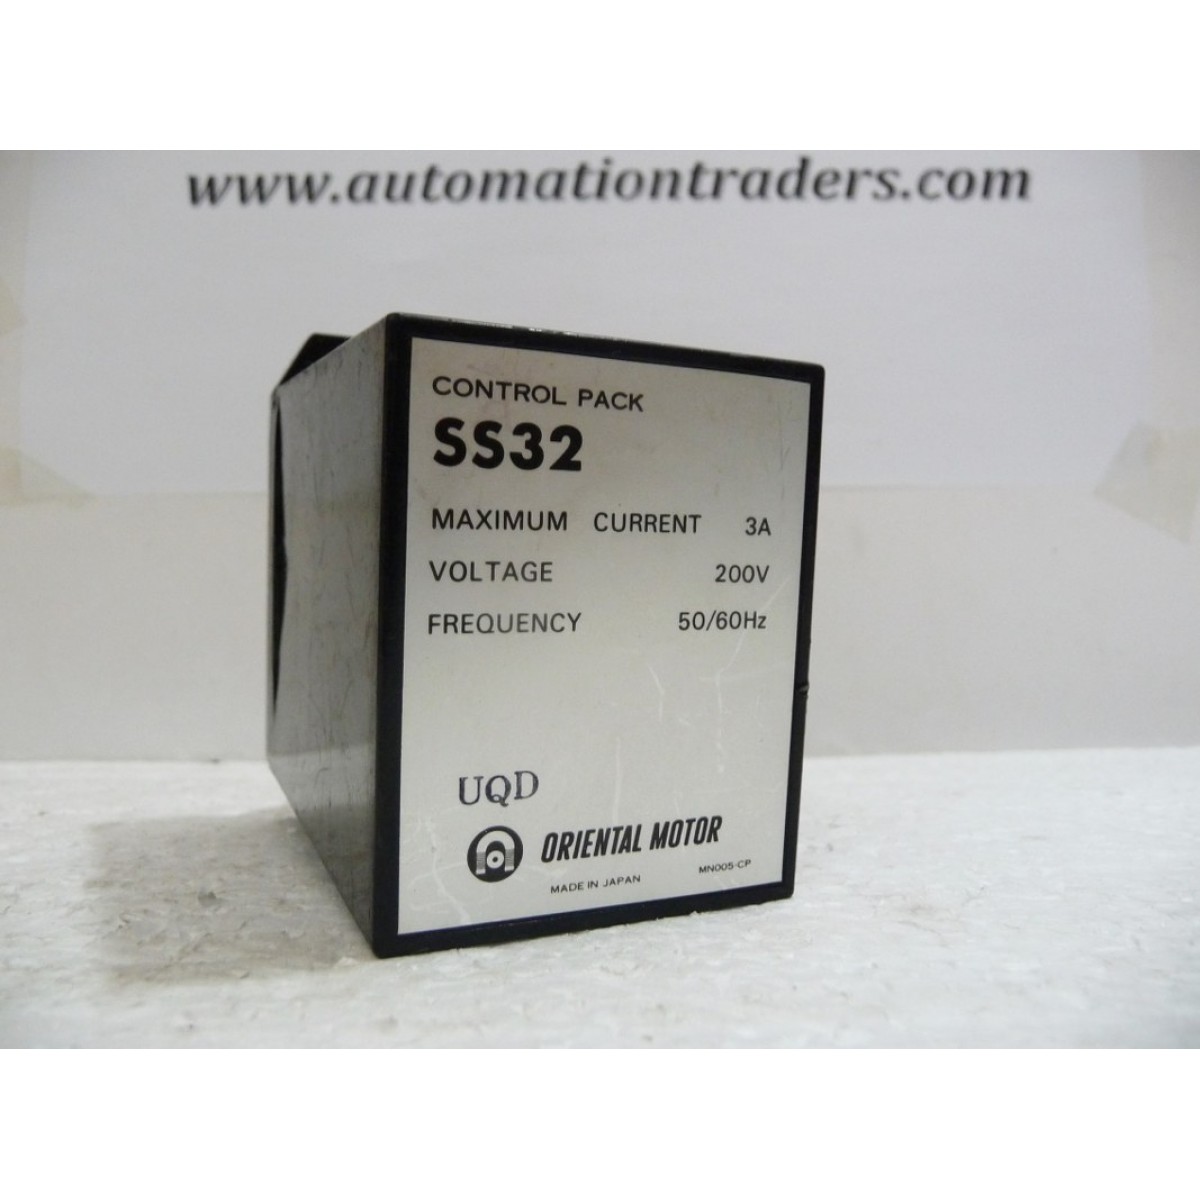 www.automationtraders.com
CONTROL PACK
SS32
MAXIMUM CURRENT 3A
VOLTAGE 200V
FREQUENCY 50/60Hz
UQD
ORIENTAL MOTOR
MADE IN JAPAN MN005-CP